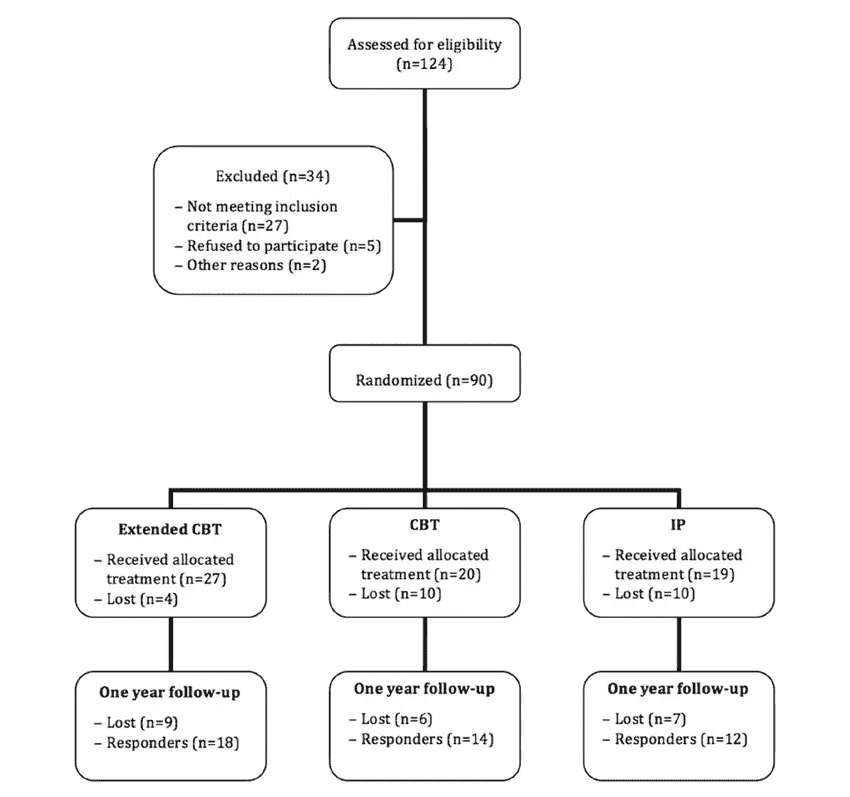 Assessed for eligibility
(n=124)
Excluded (n=34)
– Not meeting inclusion
criteria (n=27)
– Refused to participate (n=5)
– Other reasons (n=2)
Randomized (n=90)
Extended CBT
– Received allocated
treatment (n=27)
– Lost (n=4)
CBT
– Received allocated
treatment (n=20)
– Lost (n=10)
IP
– Received allocated
treatment (n=19)
– Lost (n=10)
One year follow-up
– Lost (n=9)
– Responders (n=18)
One year follow-up
– Lost (n=6)
– Responders (n=14)
One year follow-up
– Lost (n=7)
– Responders (n=12)